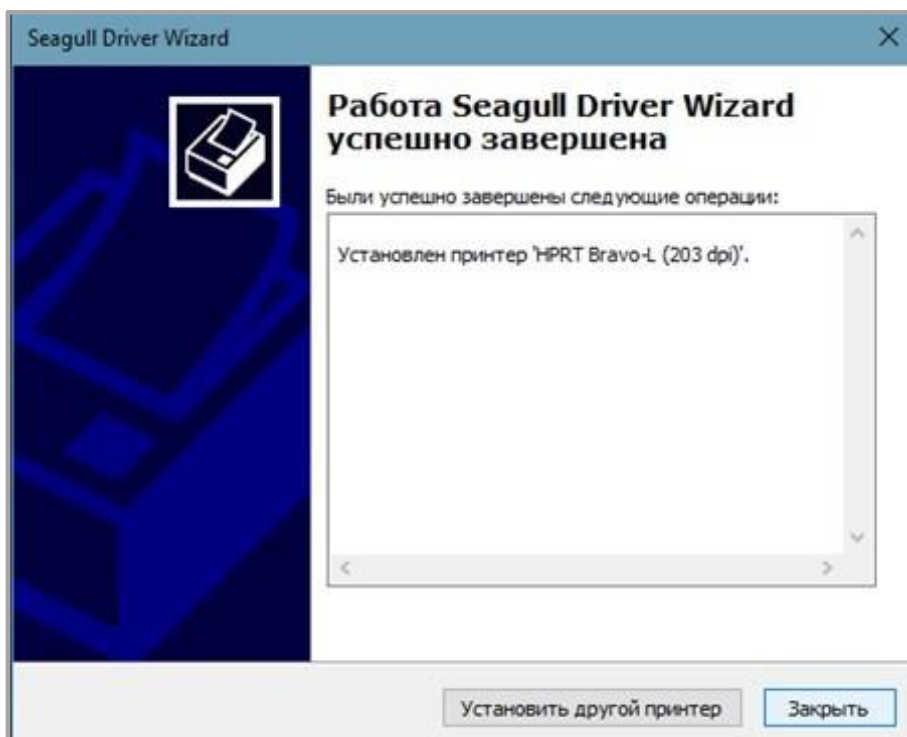 Seagull Driver Wizard
Работа Seagull Driver Wizard
успешно завершена
Были успешно завершены следующие операции:
Установлен принтер 'HPRT Bravo-L (203 dpi)'.
Установить другой принтер
Закрыть